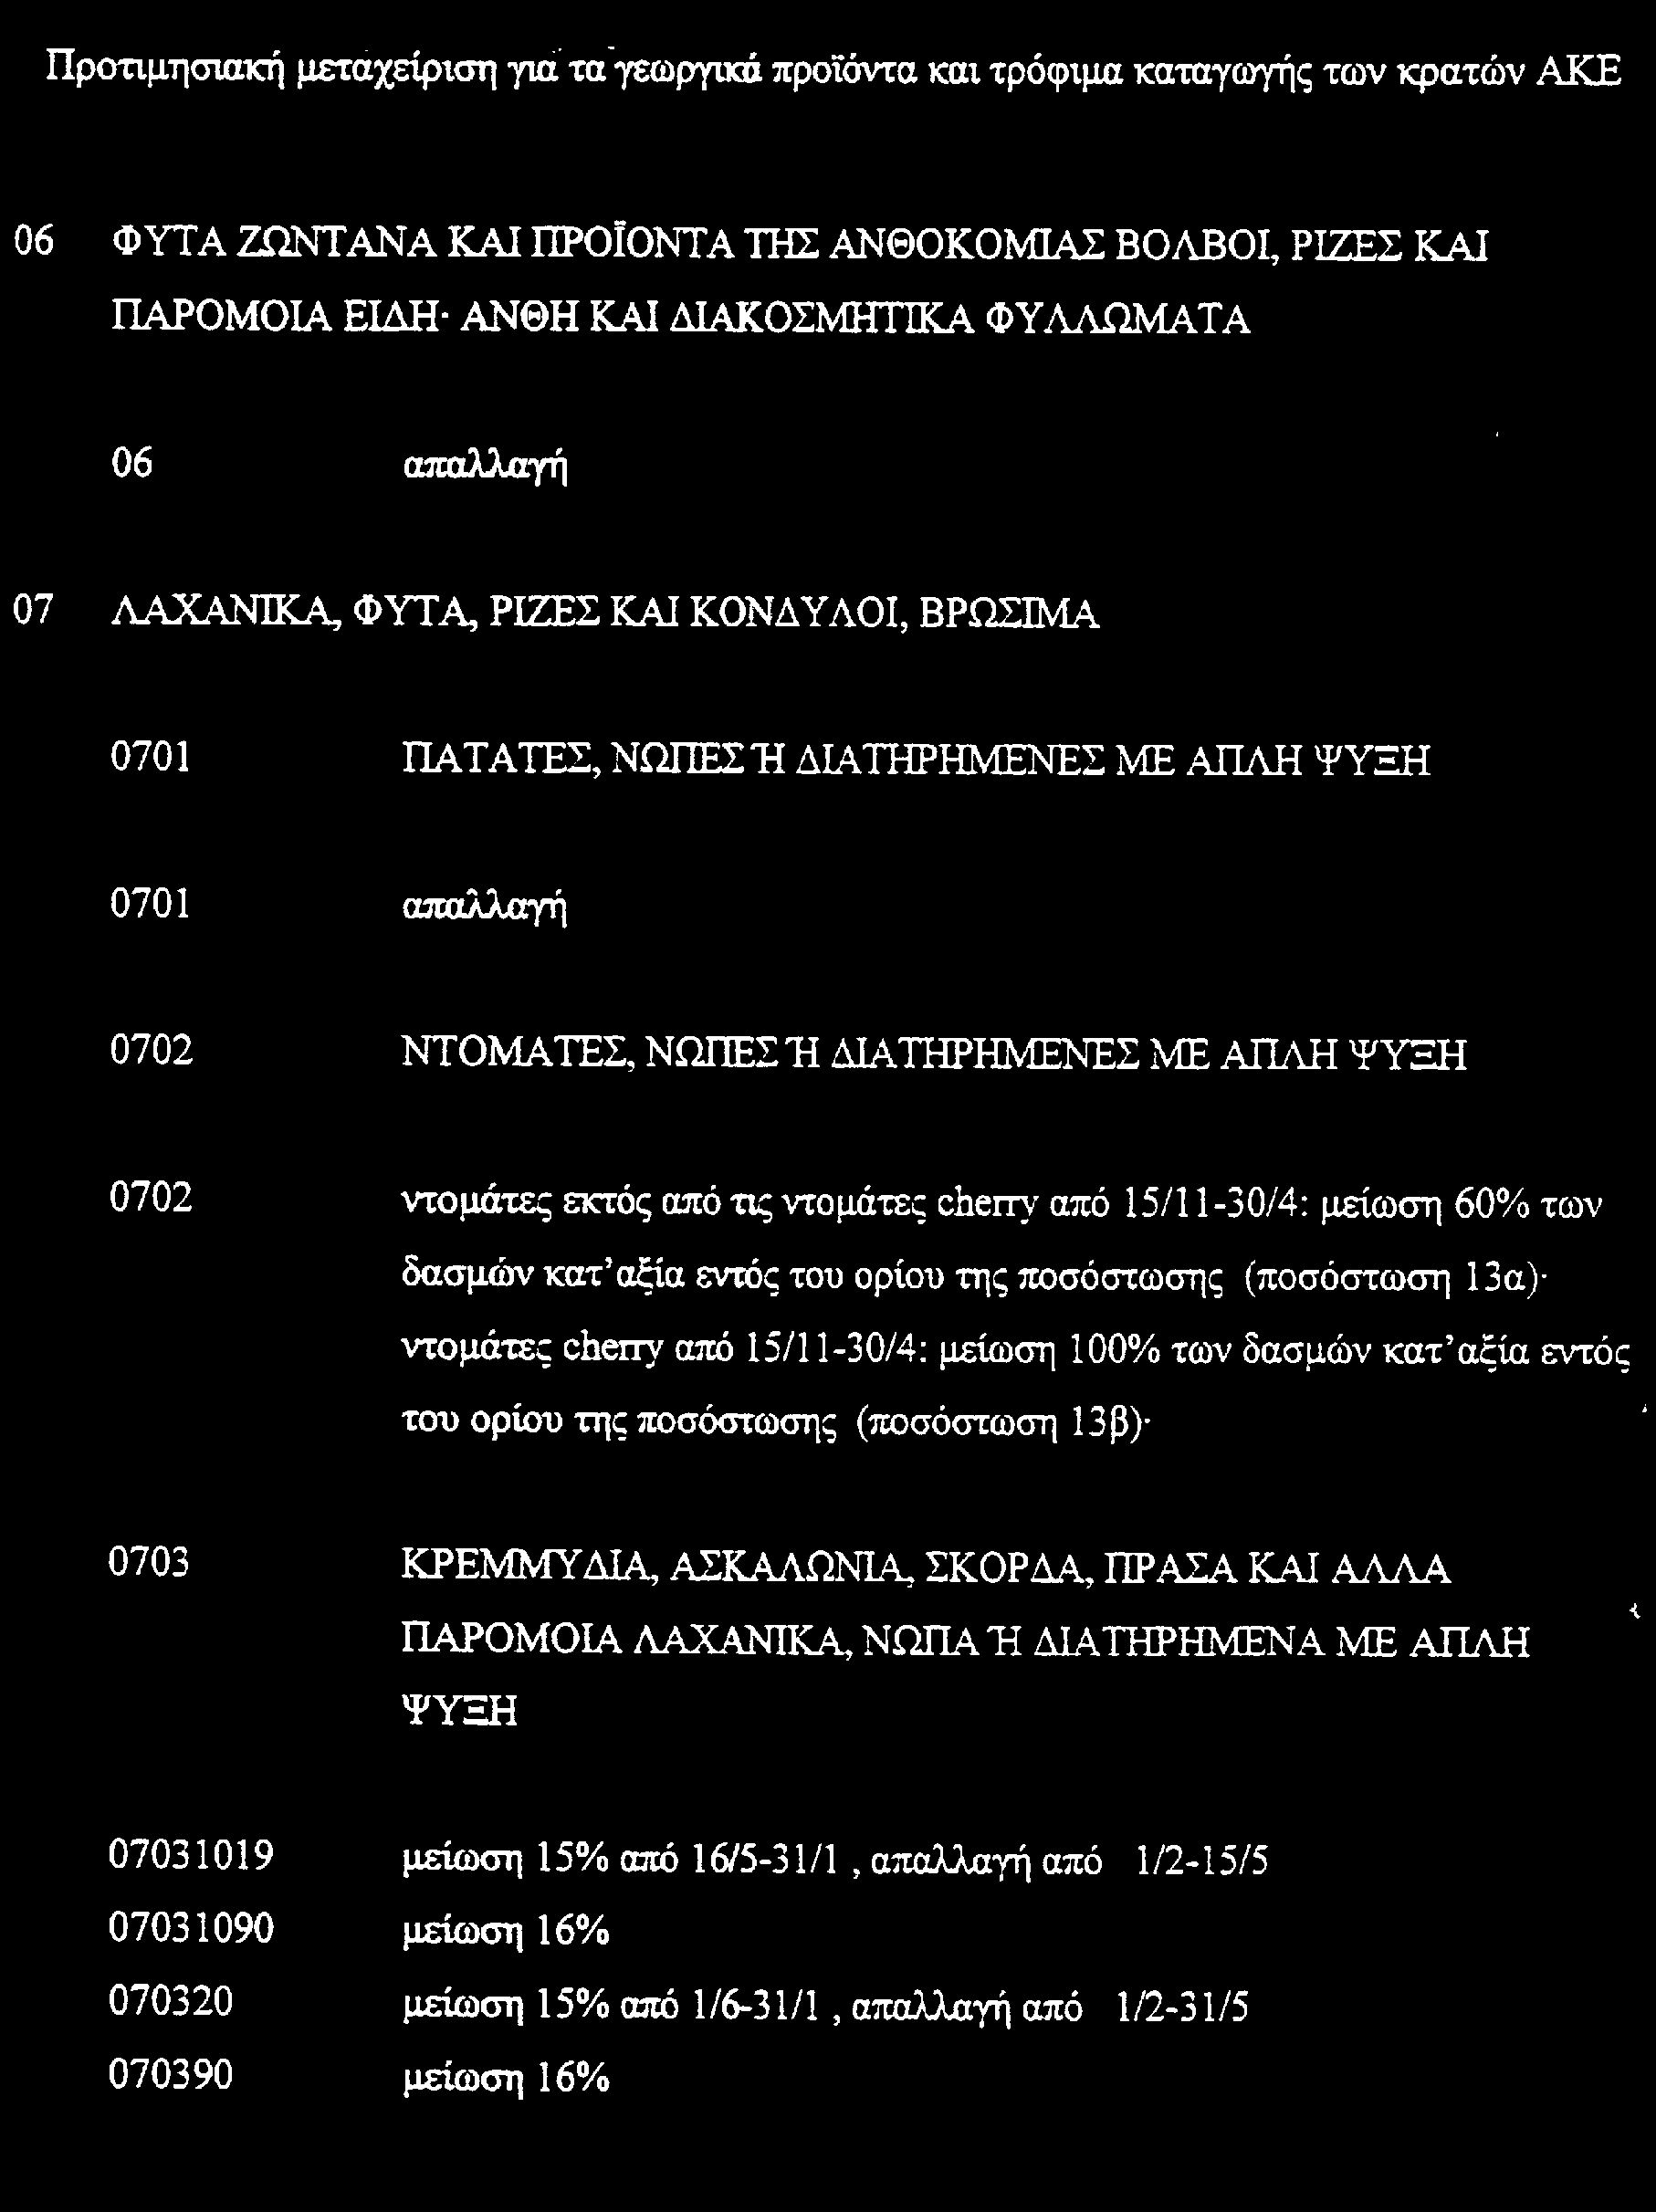 Προτιμησιακή μεταχείριση για τα γεωργικά προϊόντα και τρόφιμα καταγωγής των κρατών ΑΚΕ
06 ΦΥΤΑ ΖΩΝΤΑΝΑ ΚΑΙ ΠΡΟΪΟΝΤΑ ΤΗΣ ΑΝΘΟΚΟΜΙΑΣ ΒΟΛΒΟΙ, ΡΙΖΕΣ ΚΑΙ
ΠΑΡΟΜΟΙΑ ΕΙΔΗ· ΑΝΘΗ ΚΑΙ ΔΙΑΚΟΣΜΗΤΙΚΑ ΦΥΛΛΩΜΑΤΑ
06 απαλλαγή
07 ΛΑΧΑΝΙΚΑ, ΦΥΤΑ, ΡΙΖΕΣ ΚΑΙ ΚΟΝΔΥΛΟΙ, ΒΡΩΣΙΜΑ
0701 ΠΑΤΑΤΕΣ, ΝΩΠΕΣ Ή ΔΙΑΤΗΡΗΜΕΝΕΣ ΜΕ ΑΠΛΗ ΨΥΞΗ
0701 απαλλαγή
0702 ΝΤΟΜΑΤΕΣ, ΝΩΠΕΣ Ή ΔΙΑΤΗΡΗΜΕΝΕΣ ΜΕ ΑΠΛΗ ΨΥΞΗ
0702 ντομάτες εκτός από τις ντομάτες cherry από 15/11-30/4: μείωση 60% των
δασμών κατ’αξία εντός του ορίου της ποσόστωσης (ποσόστωση 13α)·
ντομάτες cherry από 15/11-30/4: μείωση 100% των δασμών κατ’αξία εντός
του ορίου της ποσόστωσης (ποσόστωση 13β)·
0703 ΚΡΕΜΜΥΔΙΑ, ΑΣΚΑΛΩΝΙΑ, ΣΚΟΡΔΑ, ΠΡΑΣΑ ΚΑΙ ΑΛΛΑ
ΠΑΡΟΜΟΙΑ ΛΑΧΑΝΙΚΑ, ΝΩΠΑ Ή ΔΙΑΤΗΡΗΜΕΝΑ ΜΕ ΑΠΛΗ
ΨΥΞΗ
07031019 μείωση 15% από 16/5-31/1 , απαλλαγή από 1/2-15/5
07031090 μείωση 16%
070320 μείωση 15% από 1/6-31/1 , απαλλαγή από 1/2-31/5
070390 μείωση 16%